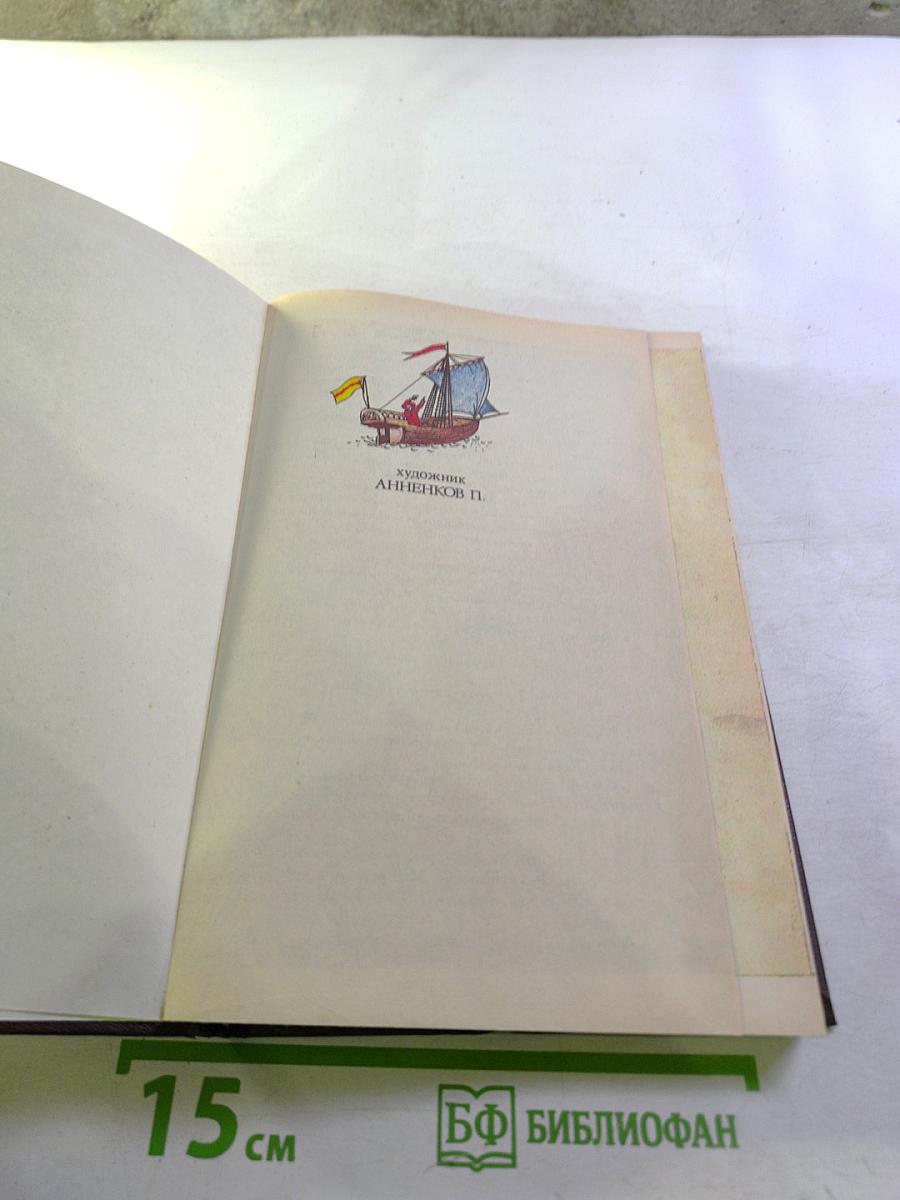 художник
АННЕНКОВ П.
15 см
БФ БИБЛИОФАН